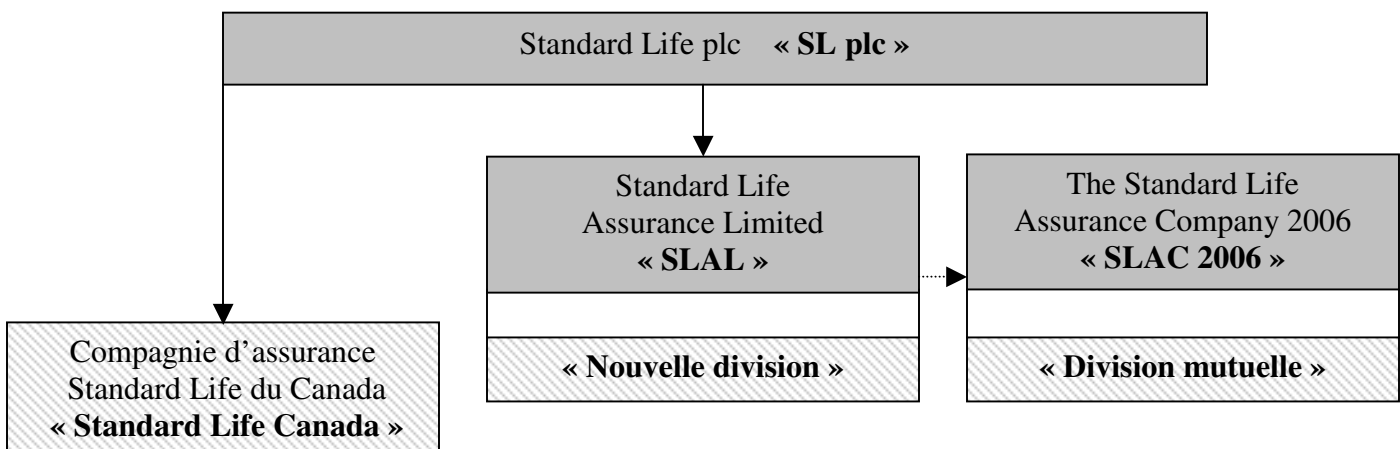 Standard Life plc « SL plc »
Standard Life
Assurance Limited
« SLAL »
The Standard Life
Assurance Company 2006
« SLAC 2006 »
« Nouvelle division »
« Division mutuelle »
Compagnie d’assurance
Standard Life du Canada
« Standard Life Canada »